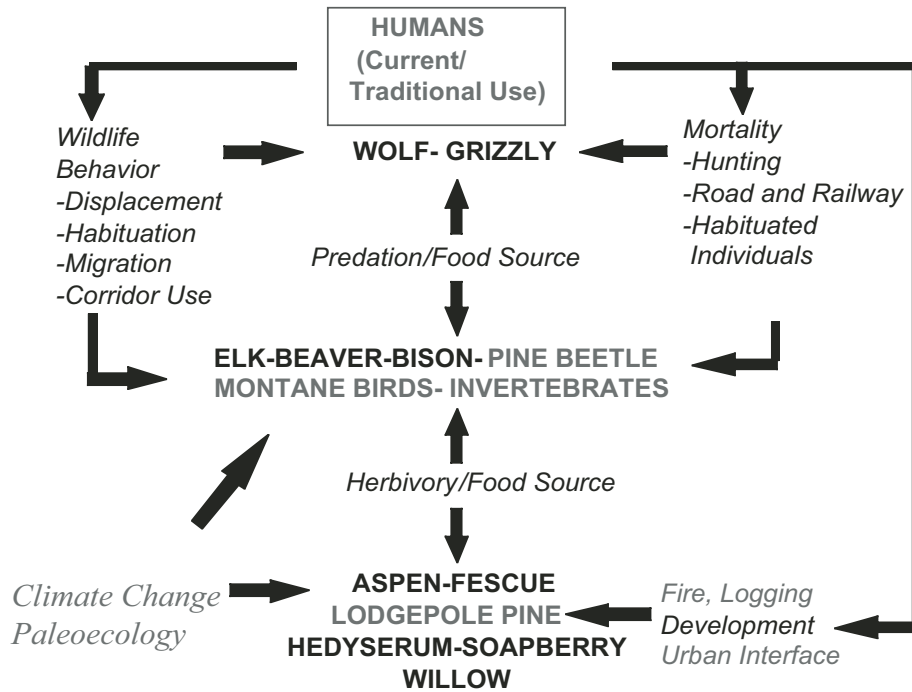 HUMANS
(Current/
Traditional Use)
Wildlife
Behavior
-Displacement
-Habituation
-Migration
-Corridor Use
WOLF- GRIZZLY
Mortality
-Hunting
-Road and Railway
-Habituated
Individuals
Predation/Food Source
ELK-BEAVER-BISON- PINE BEETLE
MONTANE BIRDS- INVERTEBRATES
Herbivory/Food Source
Climate Change
Paleoecology
ASPEN-FESCUE
LODGEPOLE PINE
HEDYSERUM-SOAPBERRY
WILLOW
Fire, Logging
Development
Urban Interface